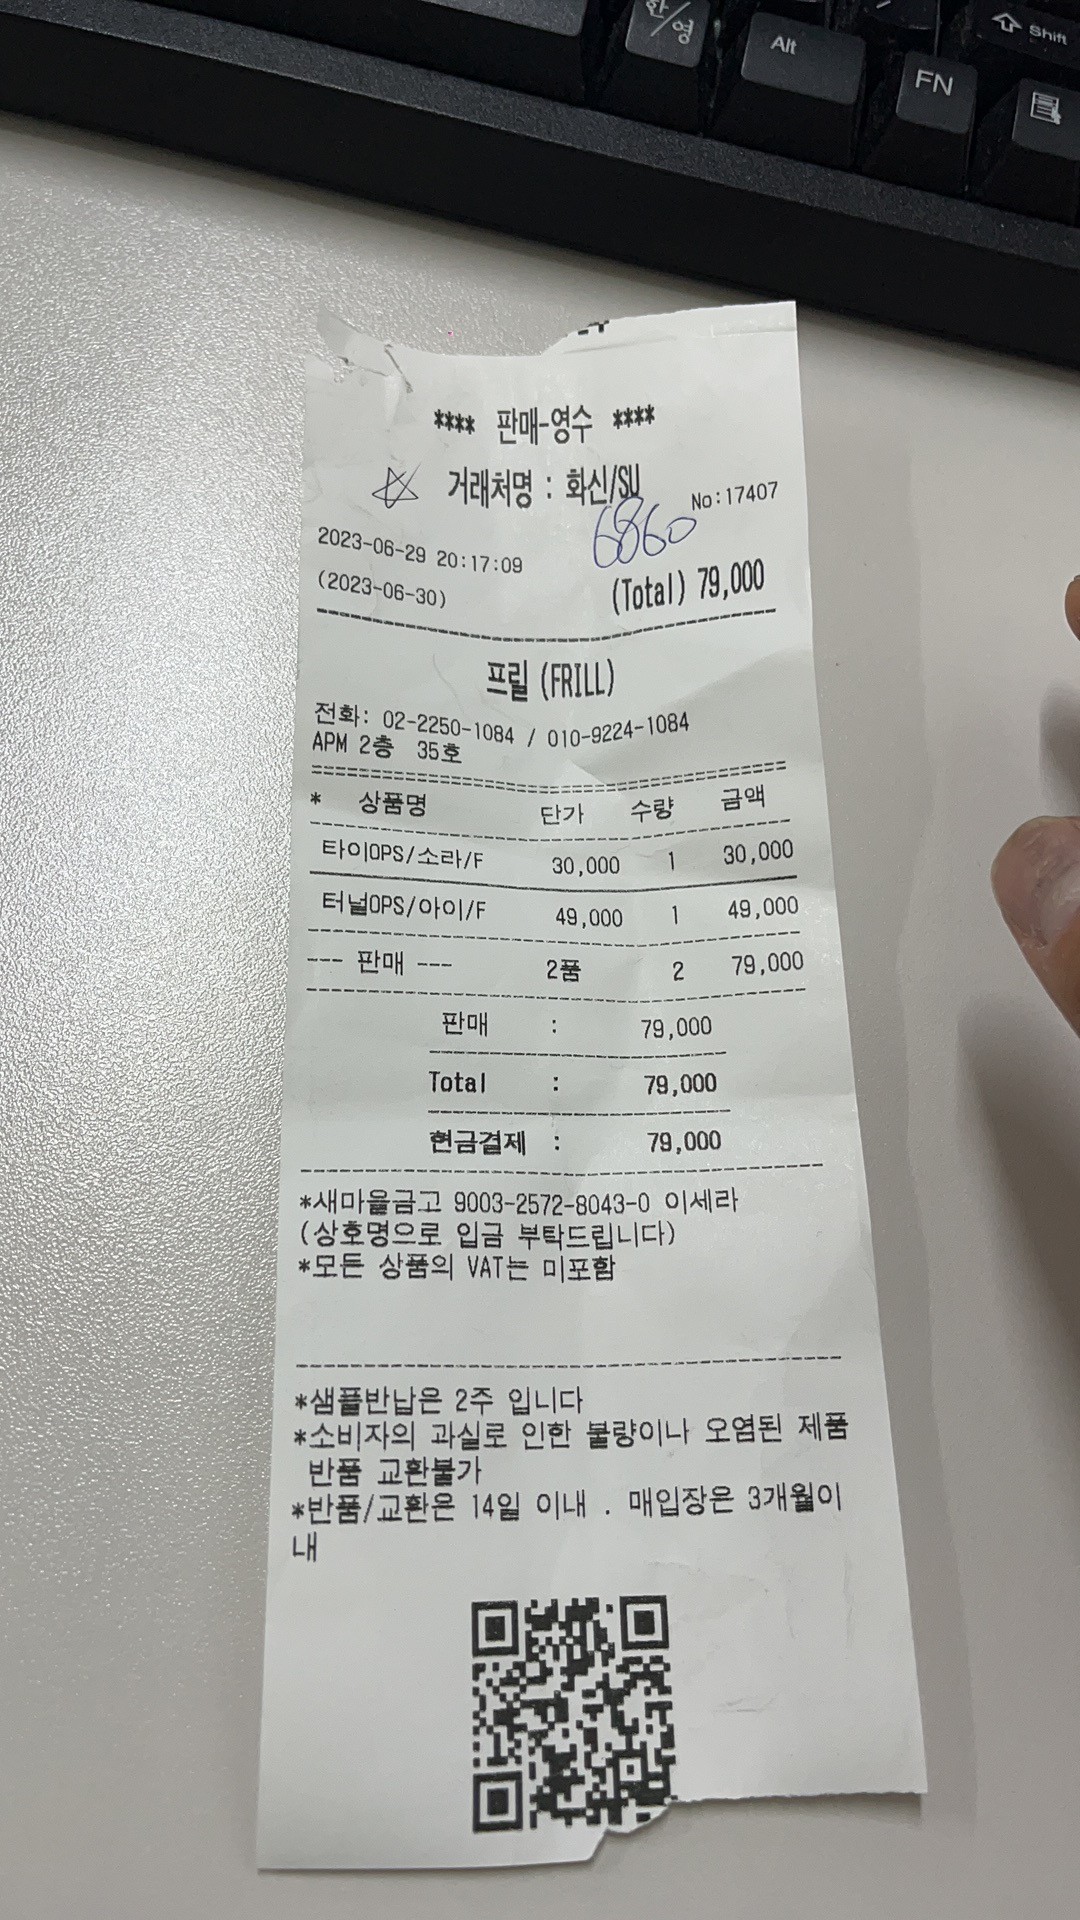 한/영
Alt
FN
Shift
**** 판매-영수 ****
거래처명 : 화신/SU
No:17407
6860
2023-06-29 20:17:09
(2023-06-30)
(Total) 79,000
프릴 (FRILL)
전화: 02-2250-1084 / 010-9224-1084
APM 2층 35호
* 상품명 단가 수량 금액
타이OPS/소라/F 30,000 1 30,000
터널OPS/아이/F 49,000 1 49,000
--- 판매 --- 2품 2 79,000
판매 : 79,000
Total : 79,000
현금결제 : 79,000
*새마을금고 9003-2572-8043-0 이세라
(상호명으로 입금 부탁드립니다)
*모든 상품의 VAT는 미포함
*샘플반납은 2주 입니다
*소비자의 과실로 인한 불량이나 오염된 제품
반품 교환불가
*반품/교환은 14일 이내 . 매입장은 3개월이
내